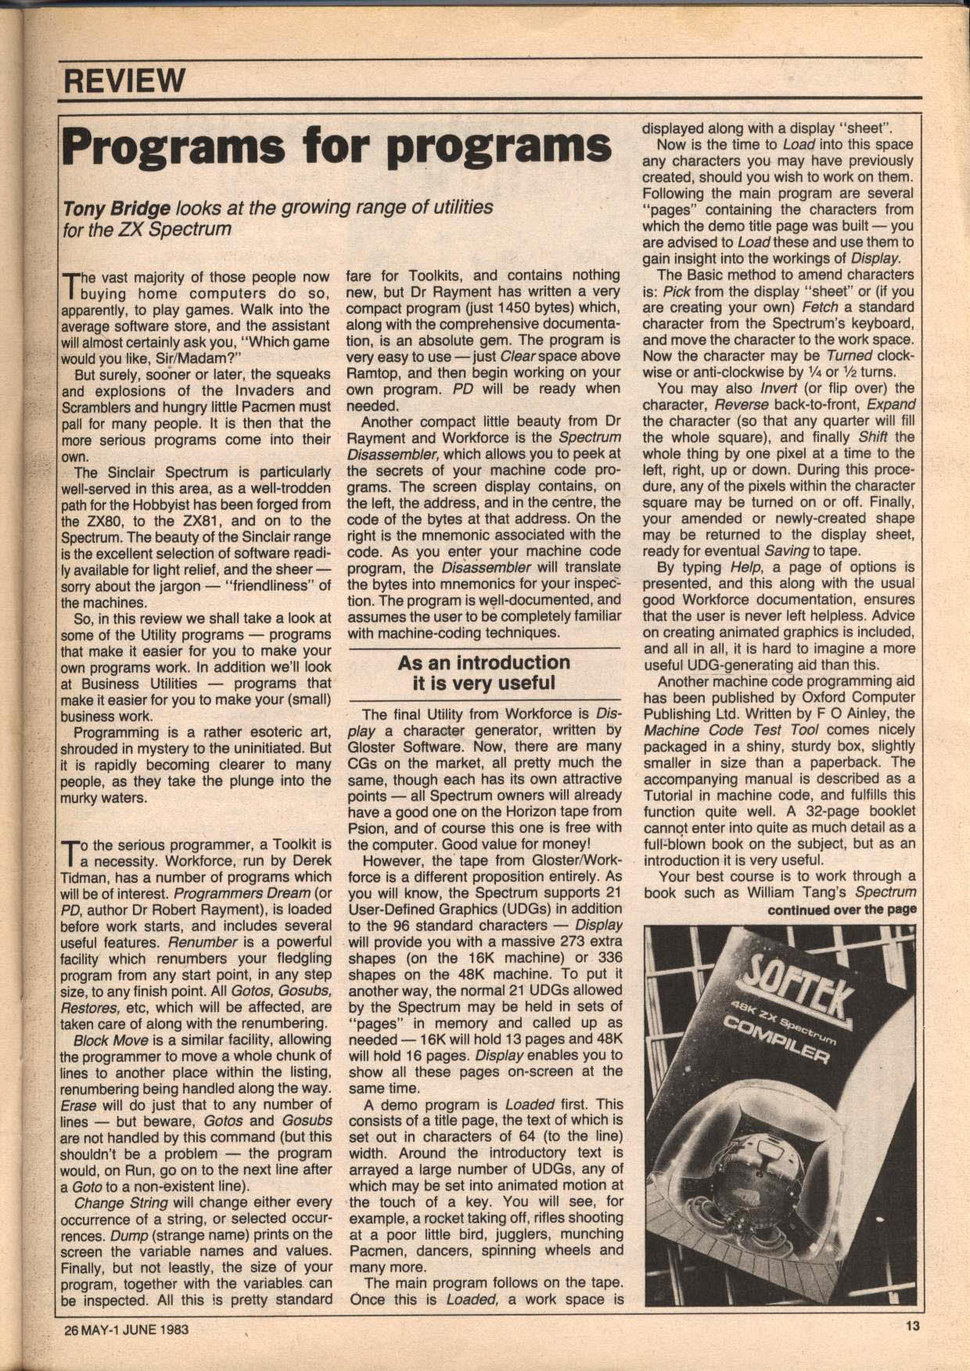 REVIEW
Programs for programs
Tony Bridge looks at the growing range of utilities
for the ZX Spectrum
The vast majority of those people now
buying home computers do so,
apparently, to play games. Walk into the
average software store, and the assistant
will almost certainly ask you, "Which game
would you like, Sir/Madam?"
But surely, sooner or later, the squeaks
and explosions of the Invaders and
Scramblers and hungry little Pacmen must
pall for many people. It is then that the
more serious programs come into their
own.
The Sinclair Spectrum is particularly
well-served in this area, as a well-trodden
path for the Hobbyist has been forged from
the ZX80, to the ZX81, and on to the
Spectrum. The beauty of the Sinclair range
is the excellent selection of software readi-
ly available for light relief, and the sheer —
sorry about the jargon — "friendliness" of
the machines.
So, in this review we shall take a look at
some of the Utility programs — programs
that make it easier for you to make your
own programs work. In addition we'll look
at Business Utilities — programs that
make it easier for you to make your (small)
business work.
Programming is a rather esoteric art,
shrouded in mystery to the uninitiated. But
it is rapidly becoming clearer to many
people, as they take the plunge into the
murky waters.
To the serious programmer, a Toolkit is
a necessity. Workforce, run by Derek
Tidman, has a number of programs which
will be of interest. Programmers Dream (or
PD, author Dr Robert Rayment), is loaded
before work starts, and includes several
useful features. Renumber is a powerful
facility which renumbers your fledgling
program from any start point, in any step
size, to any finish point. All Gotos, Gosubs,
Restores, etc, which will be affected, are
taken care of along with the renumbering.
Block Move is a similar facility, allowing
the programmer to move a whole chunk of
lines to another place within the listing,
renumbering being handled along the way.
Erase will do just that to any number of
lines — but beware, Gotos and Gosubs
are not handled by this command (but this
shouldn't be a problem — the program
would, on Run, go on to the next line after
a Goto to a non-existent line).
Change String will change either every
occurrence of a string, or selected occur-
rences. Dump (strange name) prints on the
screen the variable names and values.
Finally, but not leastly, the size of your
program, together with the variables can
be inspected. All this is pretty standard
fare for Toolkits, and contains nothing
new, but Dr Rayment has written a very
compact program (just 1450 bytes) which,
along with the comprehensive documenta-
tion, is an absolute gem. The program is
very easy to use — just Clear space above
Ramtop, and then begin working on your
own program. PD will be ready when
needed.
Another compact little beauty from Dr
Rayment and Workforce is the Spectrum
Disassembler, which allows you to peek at
the secrets of your machine code pro-
grams. The screen display contains, on
the left, the address, and in the centre, the
code of the bytes at that address. On the
right is the mnemonic associated with the
code. As you enter your machine code
program, the Disassembler will translate
the bytes into mnemonics for your inspec-
tion. The program is well-documented, and
assumes the user to be completely familiar
with machine-coding techniques.
As an introduction
it is very useful
The final Utility from Workforce is Dis-
play a character generator, written by
Gloster Software. Now, there are many
CGs on the market, all pretty much the
same, though each has its own attractive
points — all Spectrum owners will already
have a good one on the Horizon tape from
Psion, and of course this one is free with
the computer. Good value for money!
However, the tape from Gloster/Work-
force is a different proposition entirely. As
you will know, the Spectrum supports 21
User-Defined Graphics (UDGs) in addition
to the 96 standard characters — Display
will provide you with a massive 273 extra
shapes (on the 16K machine) or 336
shapes on the 48K machine. To put it
another way, the normal 21 UDGs allowed
by the Spectrum may be held in sets of
"pages" in memory and called up as
needed — 16K will hold 13 pages and 48K
will hold 16 pages. Display enables you to
show all these pages on-screen at the
same time.
A demo program is Loaded first. This
consists of a title page, the text of which is
set out in characters of 64 (to the line)
width. Around the introductory text is
arrayed a large number of UDGs, any of
which may be set into animated motion at
the touch of a key. You will see, for
example, a rocket taking off, rifles shooting
at a poor little bird, jugglers, munching
Pacmen, dancers, spinning wheels and
many more.
The main program follows on the tape.
Once this is Loaded, a work space is
displayed along with a display "sheet".
Now is the time to Load into this space
any characters you may have previously
created, should you wish to work on them.
Following the main program are several
"pages" containing the characters from
which the demo title page was built — you
are advised to Load these and use them to
gain insight into the workings of Display.
The Basic method to amend characters
is: Pick from the display "sheet" or (if you
are creating your own) Fetch a standard
character from the Spectrum's keyboard,
and move the character to the work space.
Now the character may be Turned clock-
wise or anti-clockwise by ¼ or ½ turns.
You may also Invert (or flip over) the
character, Reverse back-to-front, Expand
the character (so that any quarter will fill
the whole square), and finally Shift the
whole thing by one pixel at a time to the
left, right, up or down. During this proce-
dure, any of the pixels within the character
square may be turned on or off. Finally,
your amended or newly-created shape
may be returned to the display sheet,
ready for eventual Saving to tape.
By typing Help, a page of options is
presented, and this along with the usual
good Workforce documentation, ensures
that the user is never left helpless. Advice
on creating animated graphics is included,
and all in all, it is hard to imagine a more
useful UDG-generating aid than this.
Another machine code programming aid
has been published by Oxford Computer
Publishing Ltd. Written by F O Ainley, the
Machine Code Test Tool comes nicely
packaged in a shiny, sturdy box, slightly
smaller in size than a paperback. The
accompanying manual is described as a
Tutorial in machine code, and fulfills this
function quite well. A 32-page booklet
cannot enter into quite as much detail as a
full-blown book on the subject, but as an
introduction it is very useful.
Your best course is to work through a
book such as William Tang's Spectrum
continued over the page
SOFTEK
48K ZX Spectrum
COMPILER
26 MAY-1 JUNE 1983
13